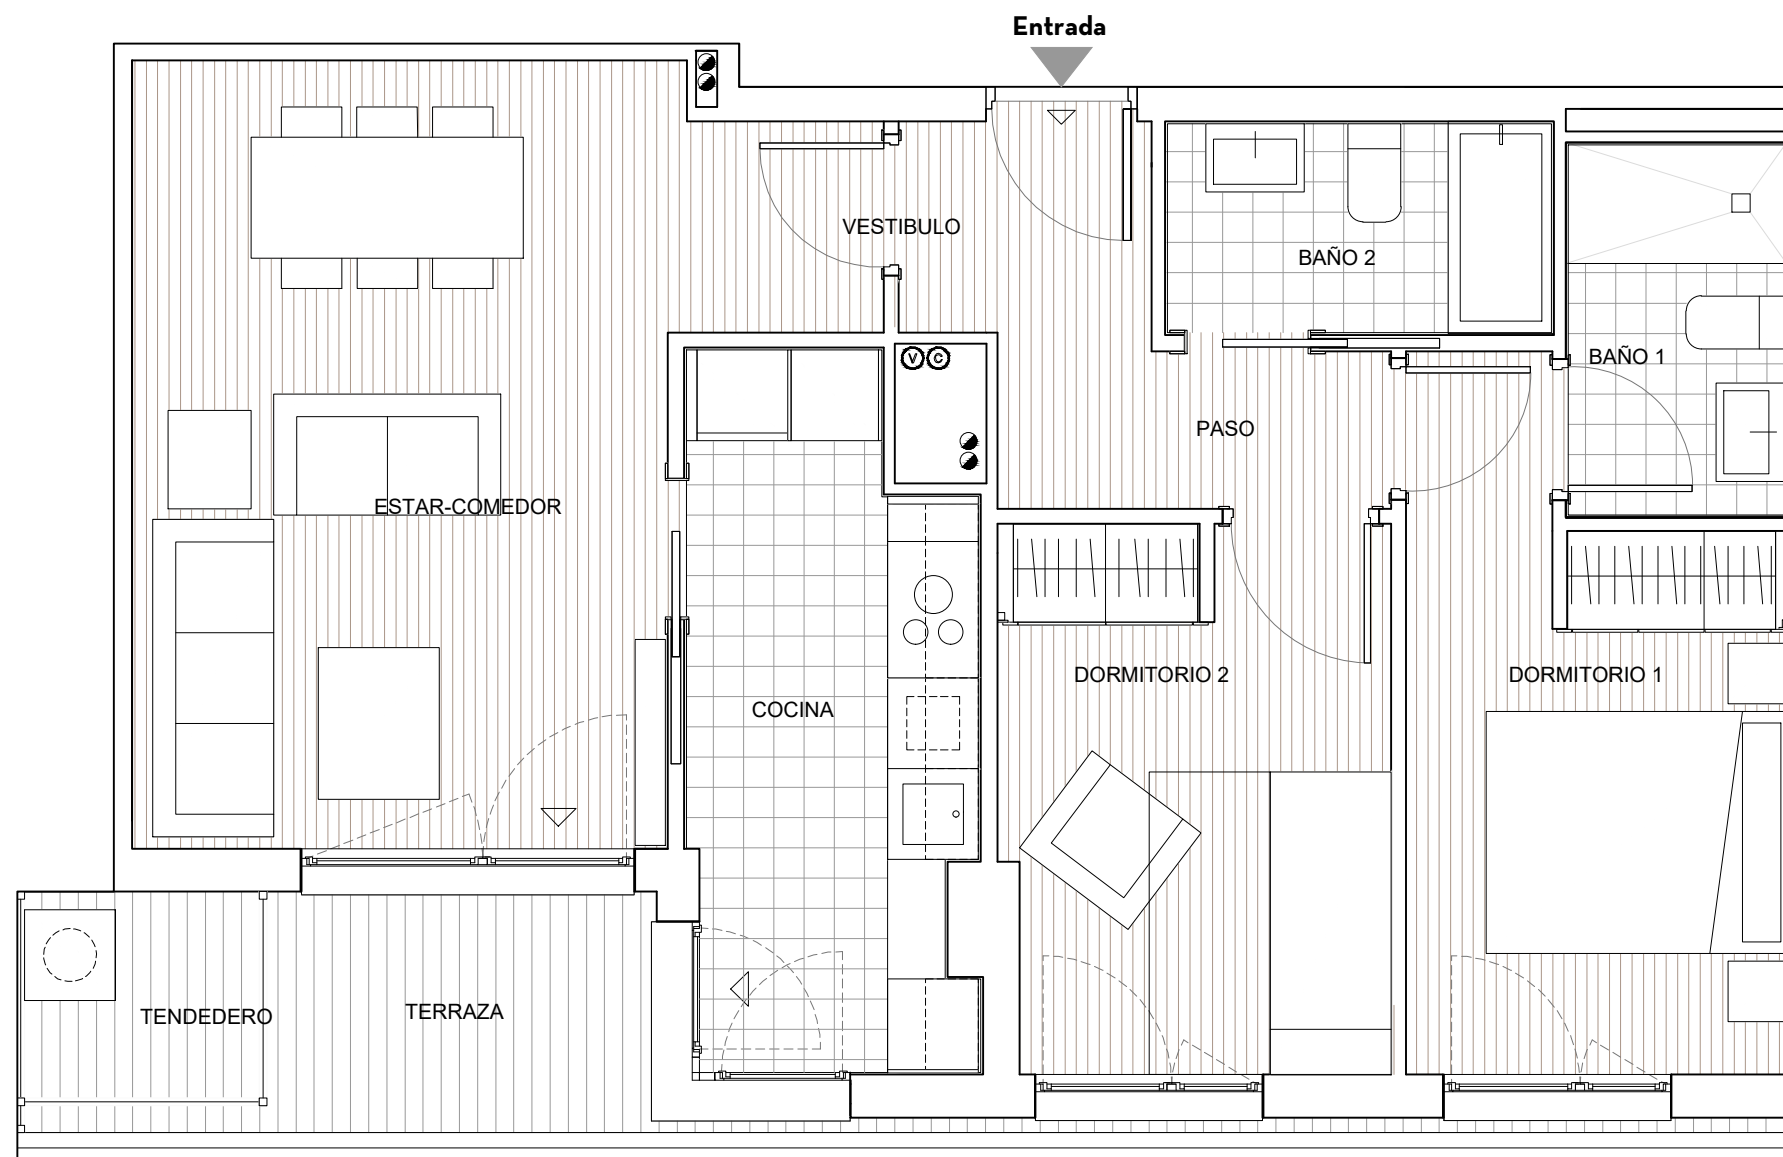 Entrada
VESTIBULO
BAÑO 2
BAÑO 1
V C
PASO
ESTAR-COMEDOR
DORMITORIO 2
DORMITORIO 1
COCINA
TENDEDERO
TERRAZA